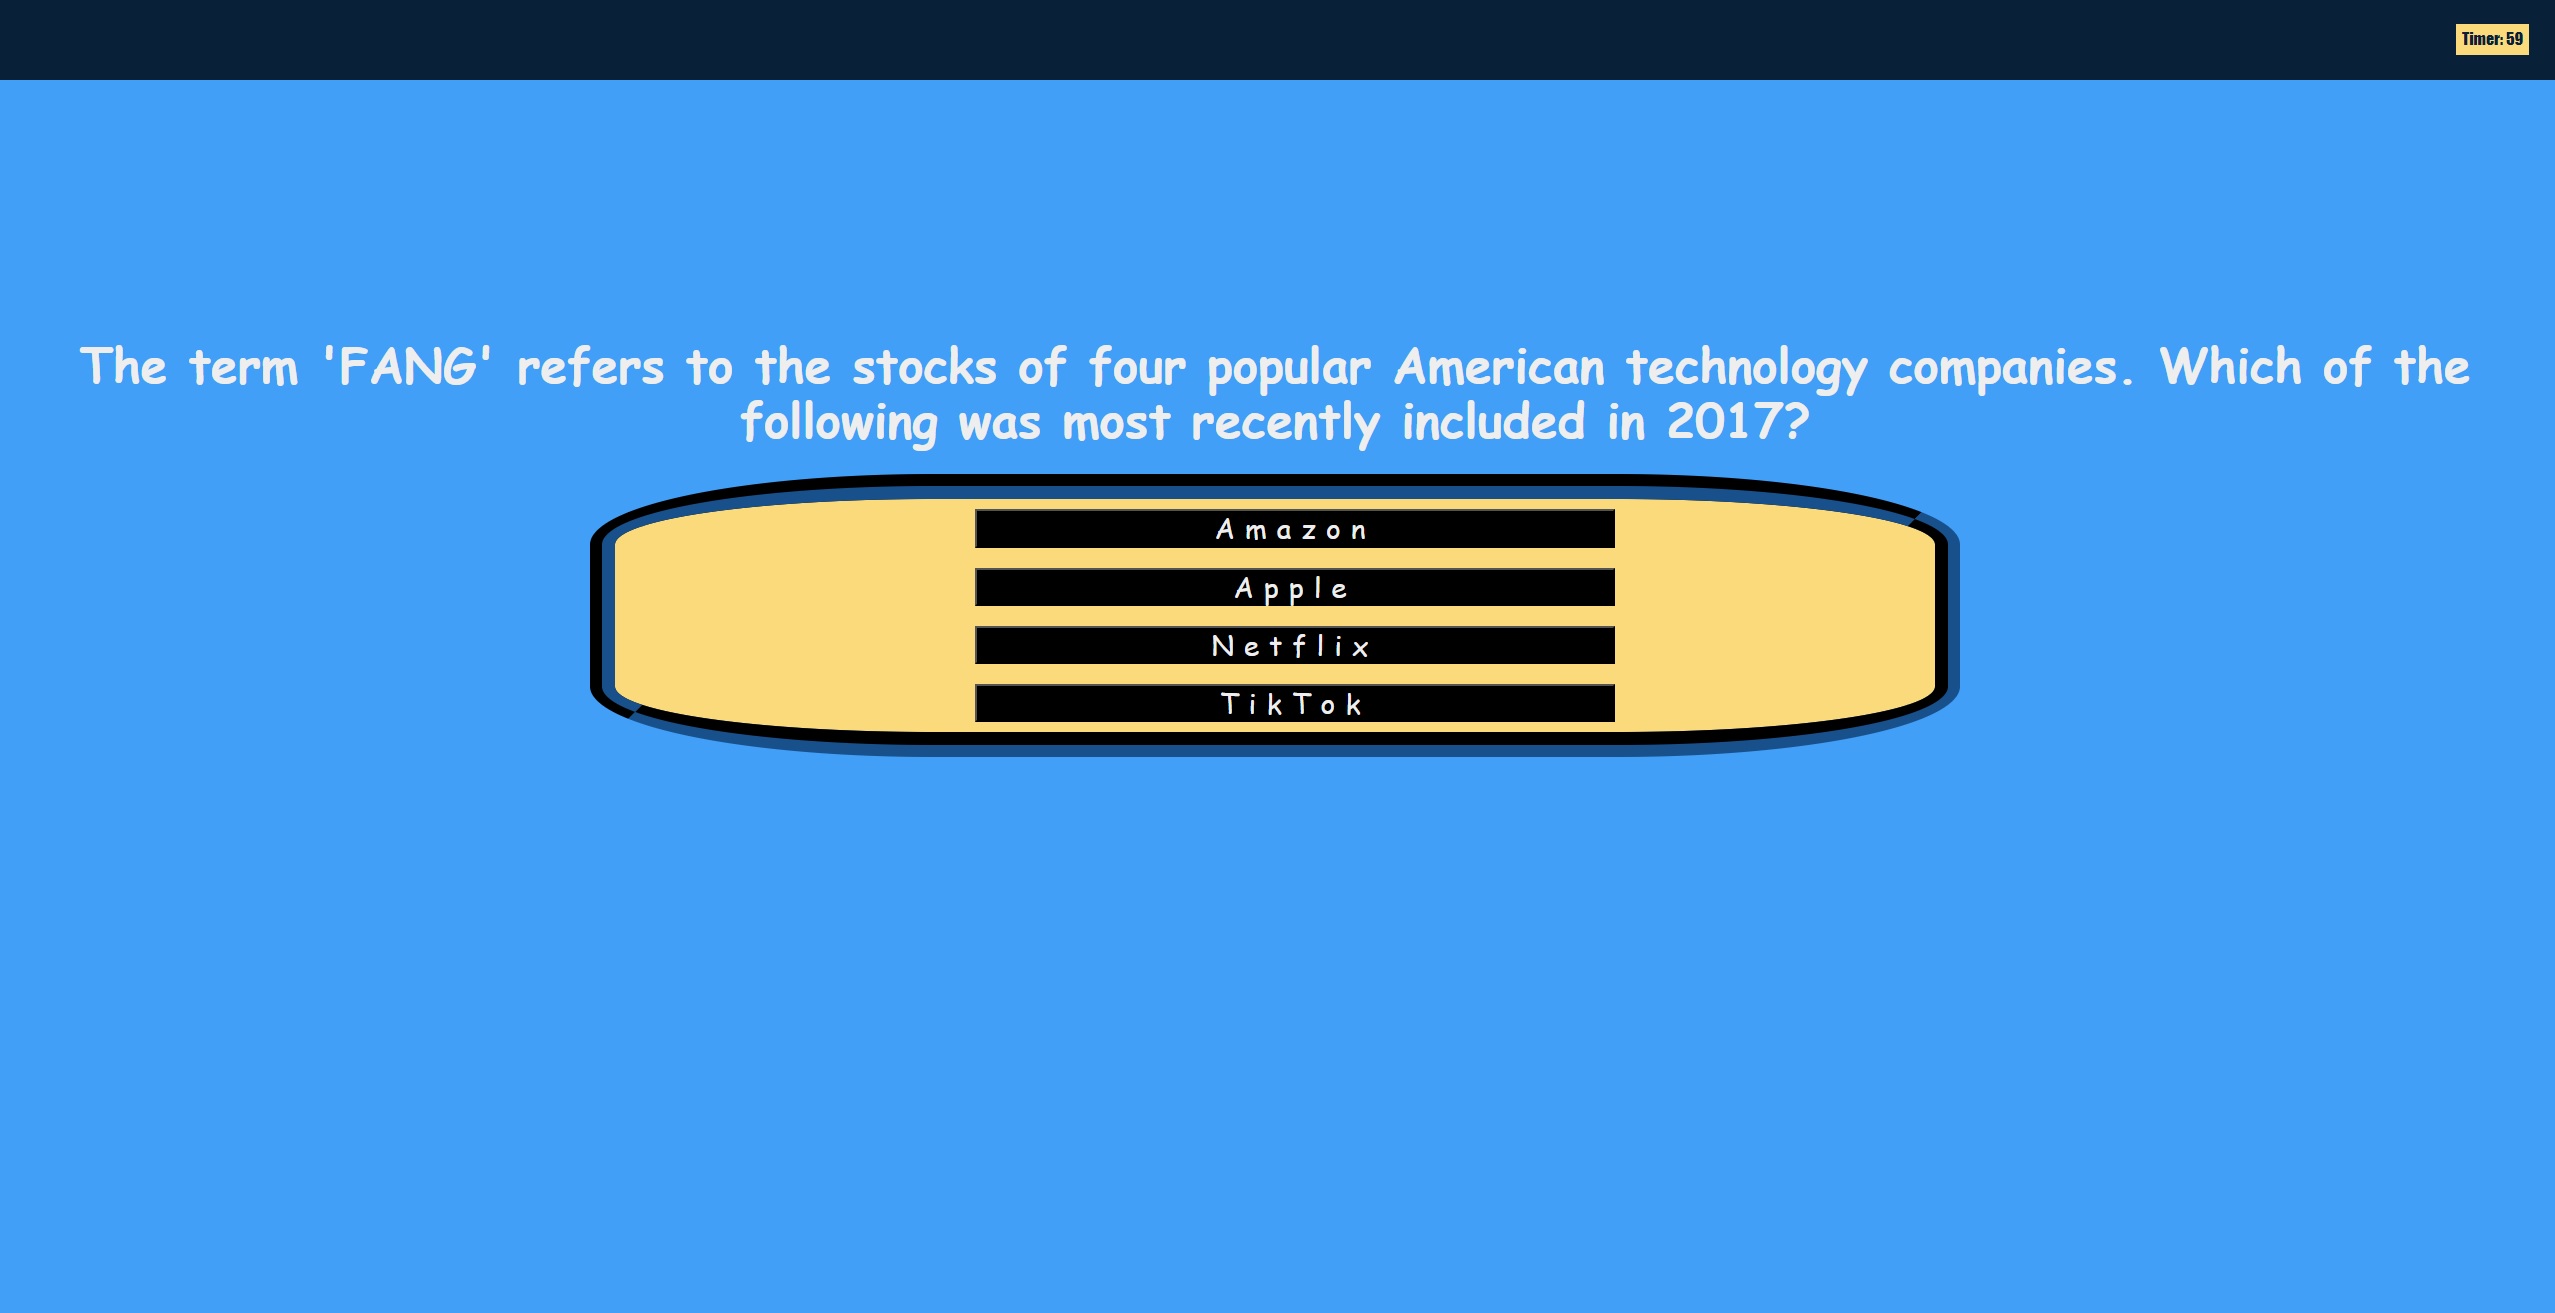 Timer: 59
The term 'FANG' refers to the stocks of four popular American technology companies. Which of the
following was most recently included in 2017?
Amazon
Apple
Netflix
TikTok